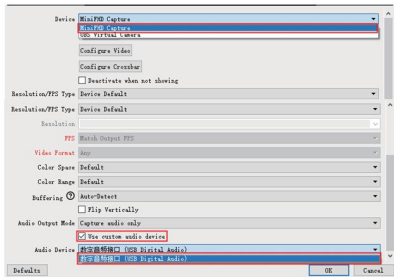 Device MiniFHD Capture
MiniFHD Capture
OBS Virtual Camera
Configure Video
Configure Crossbar
Deactivate when not showing
Resolution/FPS Type Device Default
Resolution/FPS Type Device Default
Resolution
FPS Match Output FPS
Video Format Any
Color Space Default
Color Range Default
Buffering ? Auto-Detect
Flip Vertically
Audio Output Mode Capture audio only
Use custom audio device
Audio Device 数字音频接口 (USB Digital Audio)
数字音频接口 (USB Digital Audio)
Defaults OK Cancel